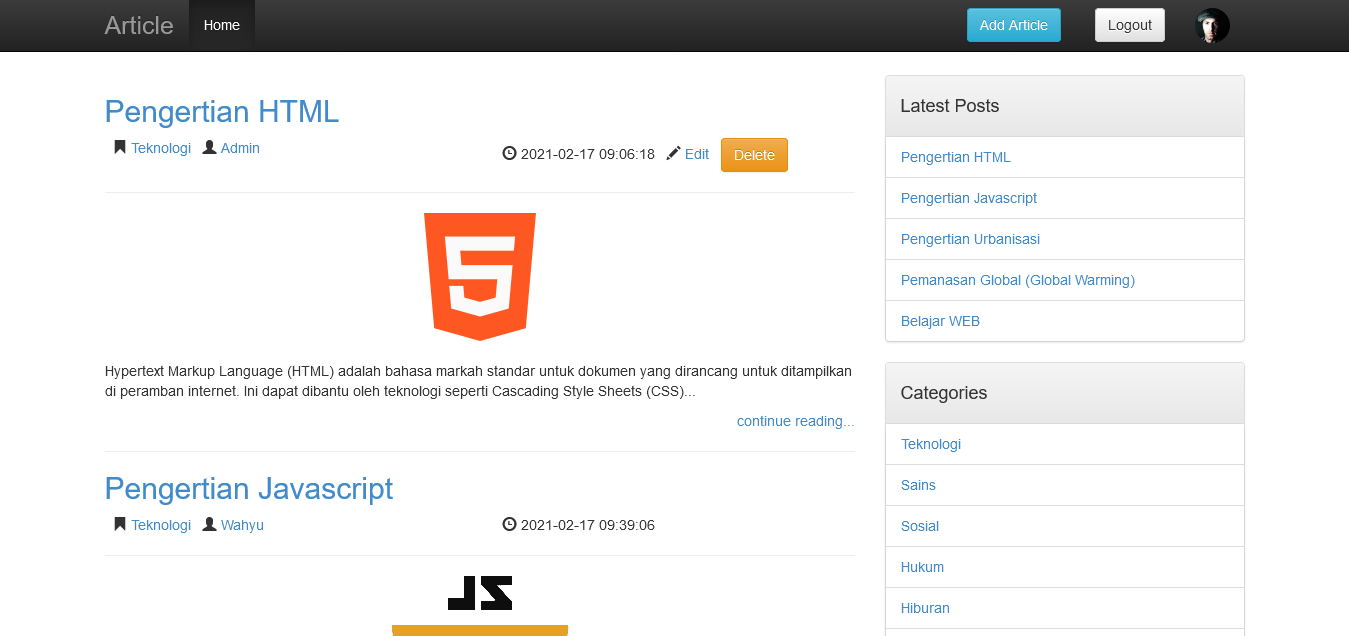 Article Home Add Article Logout
Pengertian HTML
Teknologi Admin 2021-02-17 09:06:18 Edit Delete
5
Hypertext Markup Language (HTML) adalah bahasa markah standar untuk dokumen yang dirancang untuk ditampilkan
di peramban internet. Ini dapat dibantu oleh teknologi seperti Cascading Style Sheets (CSS)...
continue reading...
Pengertian Javascript
Teknologi Wahyu 2021-02-17 09:39:06
JS
Latest Posts
Pengertian HTML
Pengertian Javascript
Pengertian Urbanisasi
Pemanasan Global (Global Warming)
Belajar WEB
Categories
Teknologi
Sains
Sosial
Hukum
Hiburan